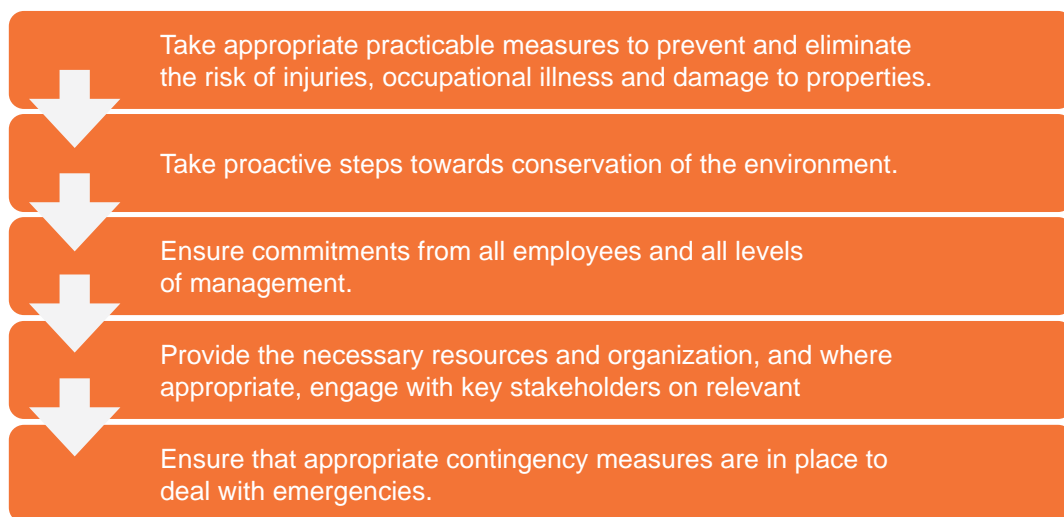 Take appropriate practicable measures to prevent and eliminate
the risk of injuries, occupational illness and damage to properties.
Take proactive steps towards conservation of the environment.
Ensure commitments from all employees and all levels
of management.
Provide the necessary resources and organization, and where
appropriate, engage with key stakeholders on relevant
Ensure that appropriate contingency measures are in place to
deal with emergencies.